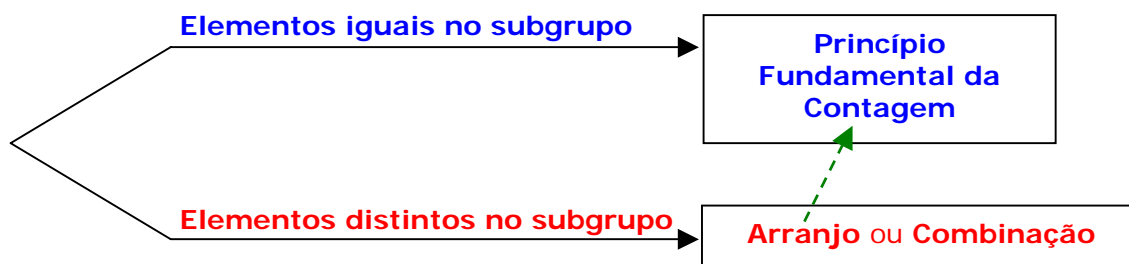 Elementos iguais no subgrupo
Princípio
Fundamental da
Contagem
Elementos distintos no subgrupo
Arranjo ou Combinação